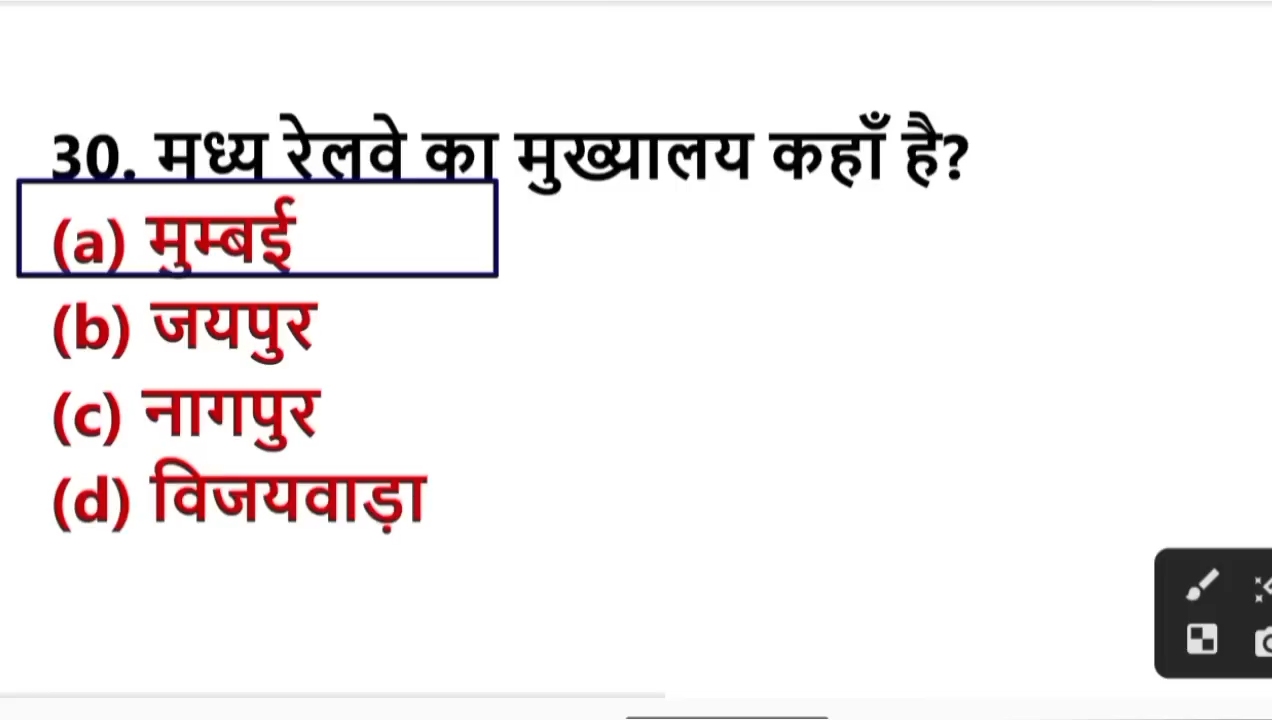 30. मध्य रेलवे का मुख्यालय कहाँ है?
(a) मुम्बई
(b) जयपुर
(c) नागपुर
(d) विजयवाड़ा